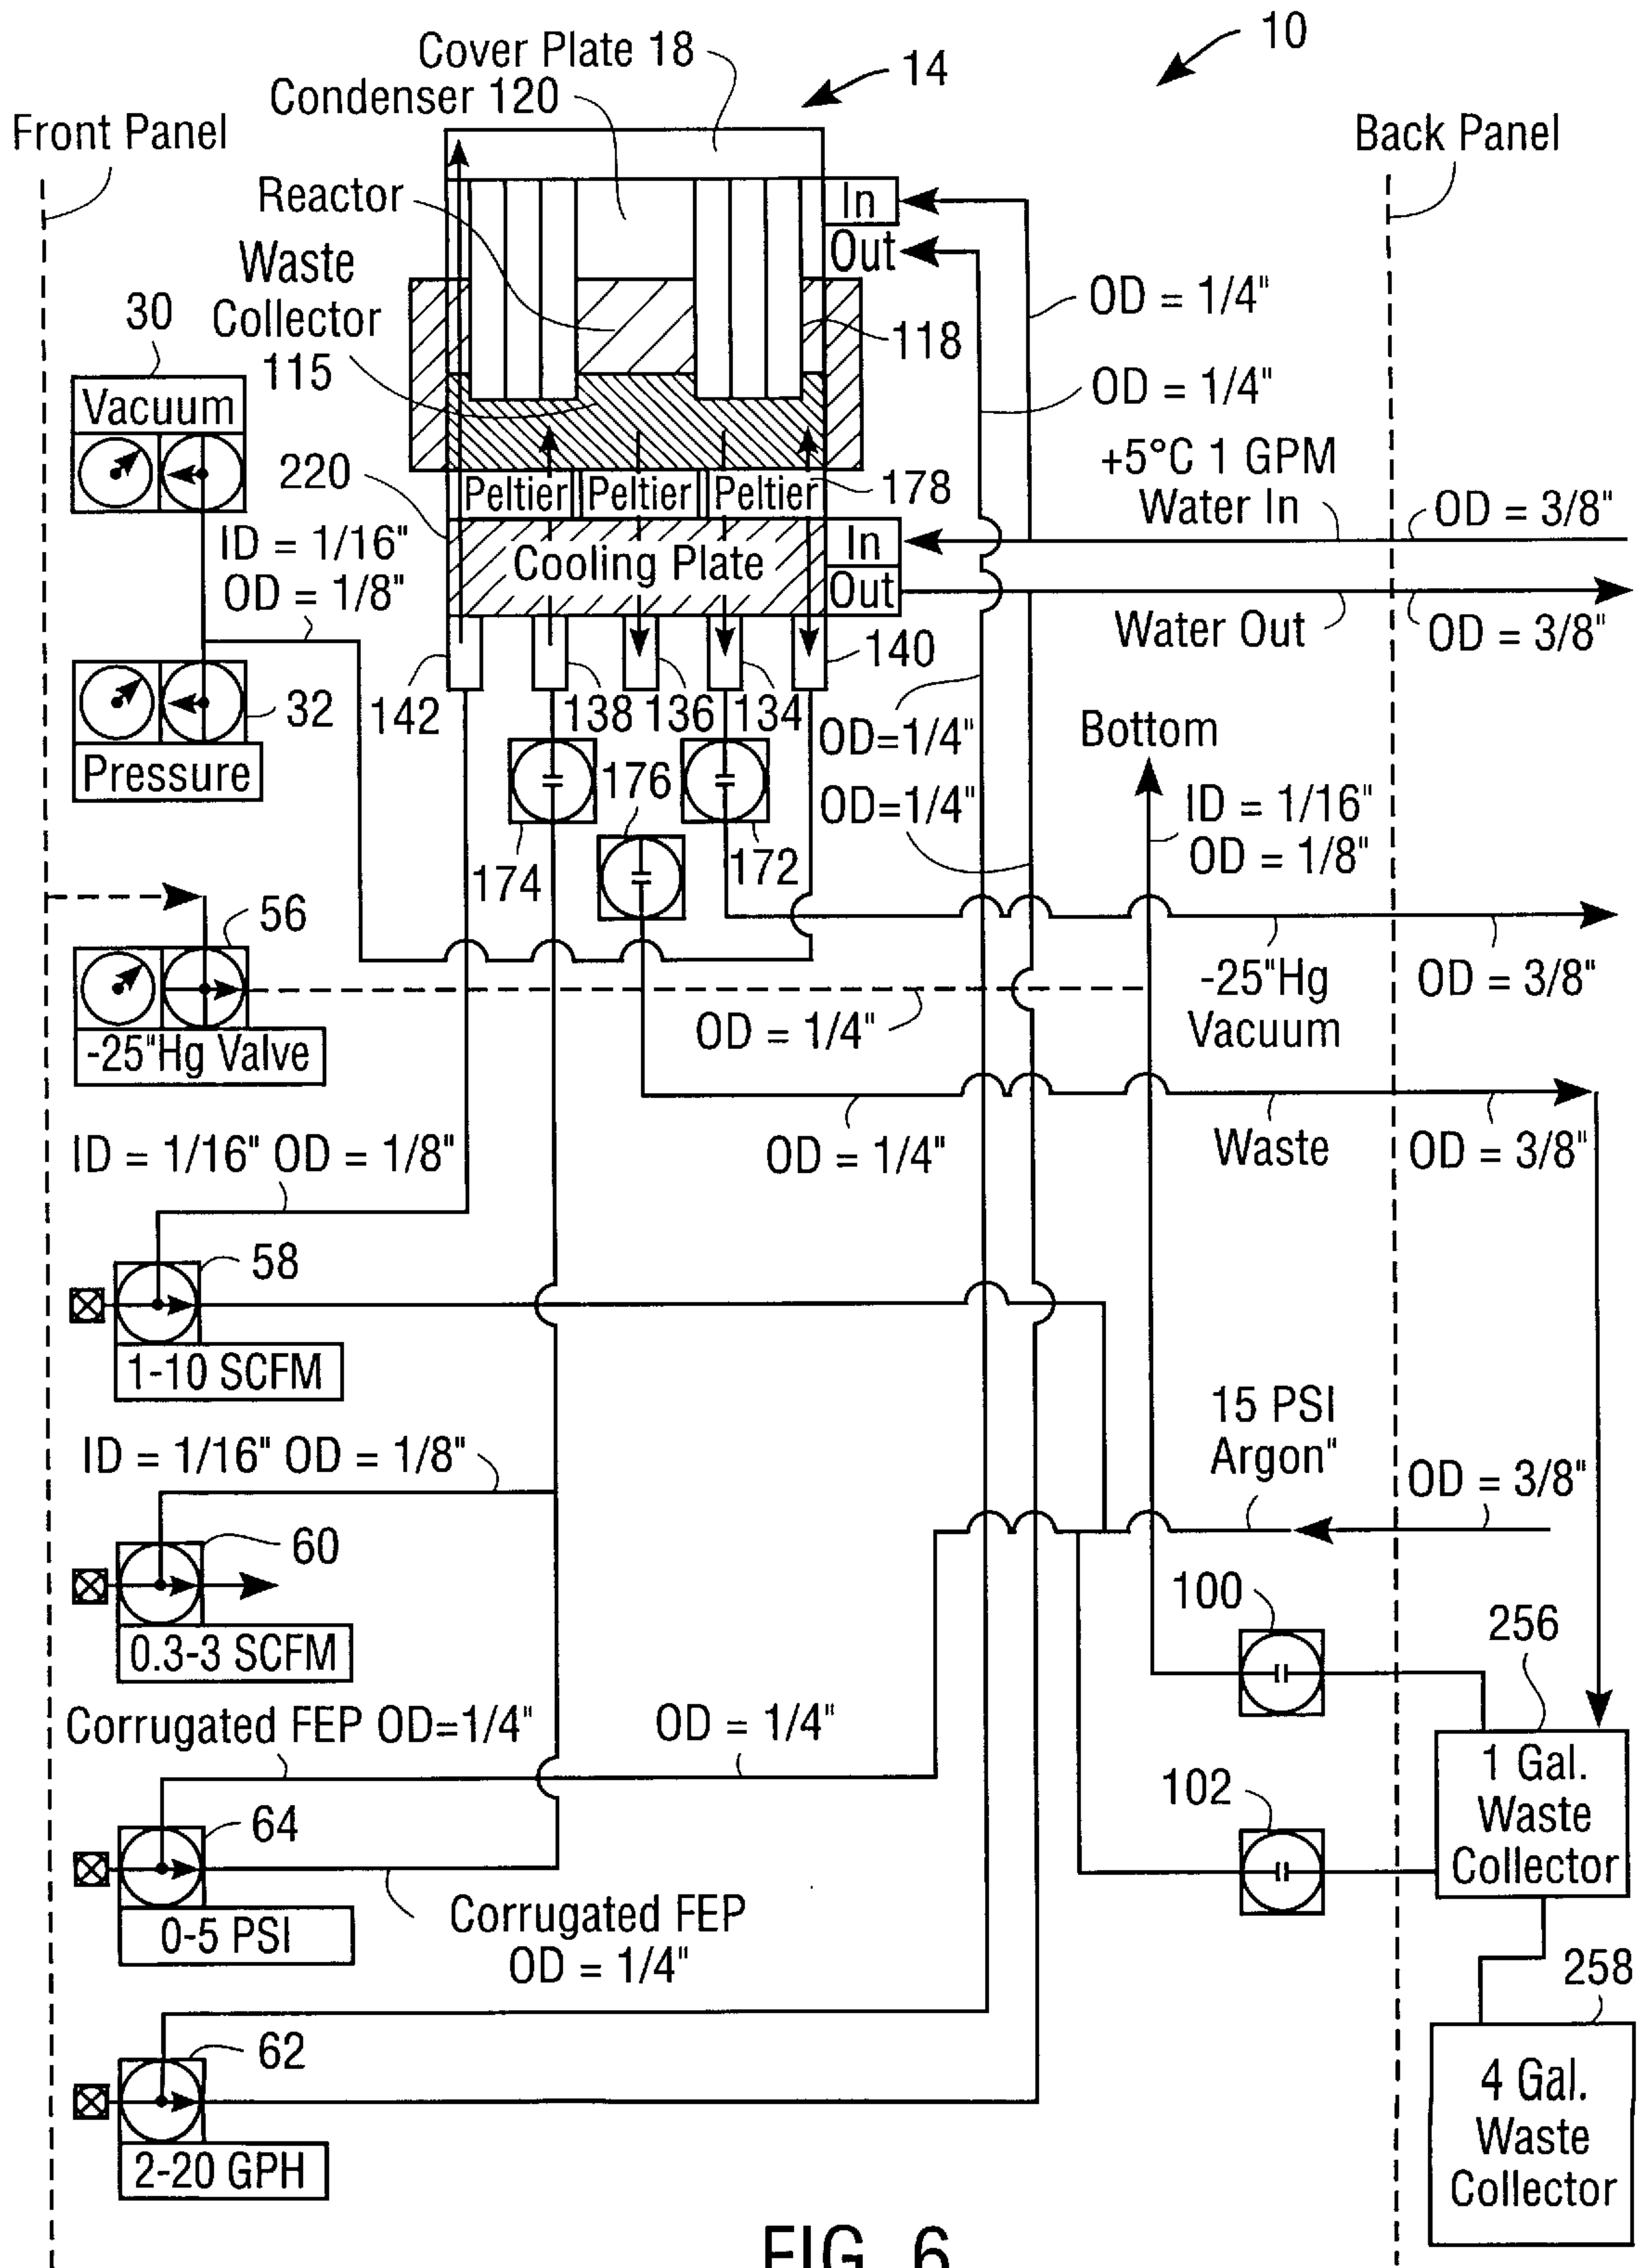 10
Cover Plate 18
14
Condenser 120
Front Panel
Back Panel
Reactor
In
Out
Waste
Collector
115
30
118
OD = 1/4"
OD = 1/4"
Vacuum
+5°C 1 GPM
Water In
OD = 3/8"
220
Peltier
Peltier
Peltier
178
ID = 1/16"
OD = 1/8"
Cooling Plate
In
Out
Water Out
OD = 3/8"
140
32
142
138
136
134
Pressure
OD=1/4"
OD=1/4"
Bottom
ID = 1/16"
OD = 1/8"
176
174
172
56
-25"Hg
Vacuum
OD = 3/8"
OD = 1/4"
-25"Hg Valve
ID = 1/16" OD = 1/8"
OD = 1/4"
Waste
OD = 3/8"
58
1-10 SCFM
15 PSI
Argon"
OD = 3/8"
ID = 1/16" OD = 1/8"
60
0.3-3 SCFM
100
256
Corrugated FEP OD=1/4"
OD = 1/4"
1 Gal.
Waste
Collector
102
64
0-5 PSI
Corrugated FEP
OD = 1/4"
258
62
4 Gal.
Waste
Collector
2-20 GPH
FIG. 6